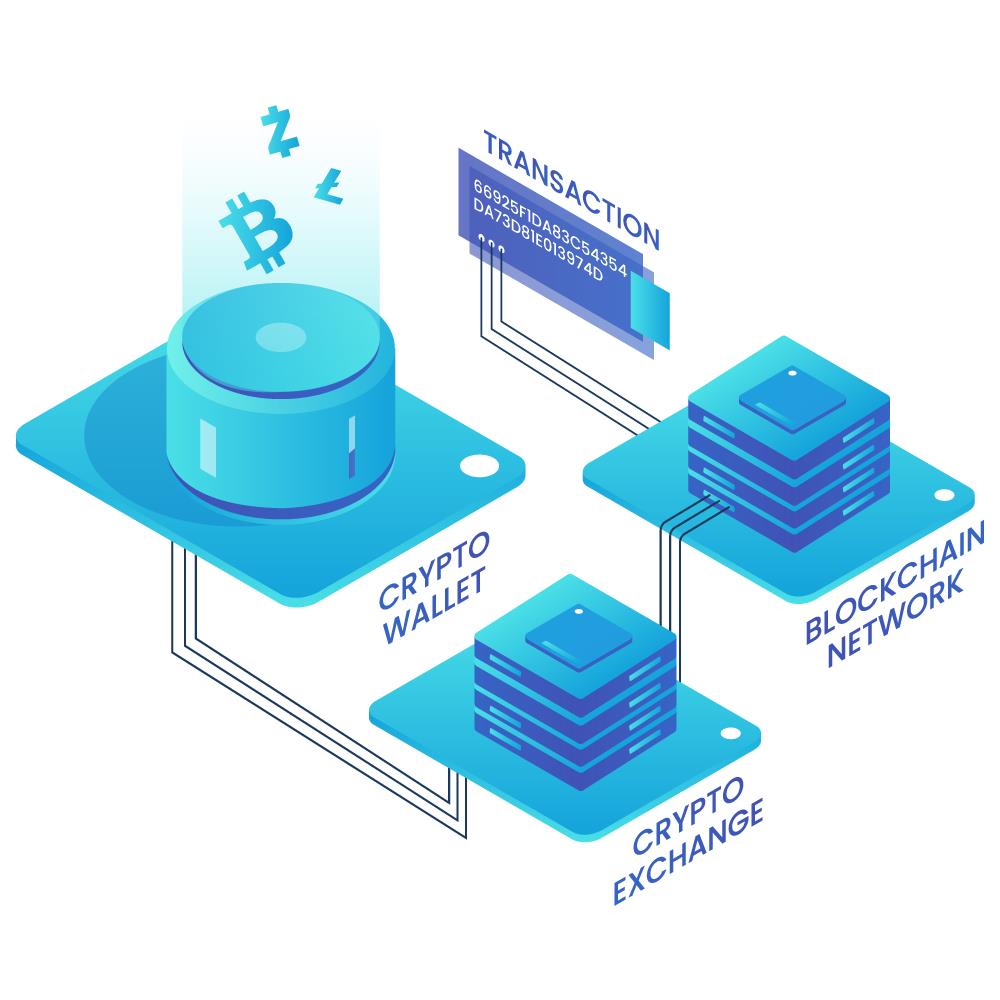 TRANSACTION
66925F1DA83C54354
DA73D81E013974D
CRYPTO
WALLET
BLOCKCHAIN
NETWORK
CRYPTO
EXCHANGE